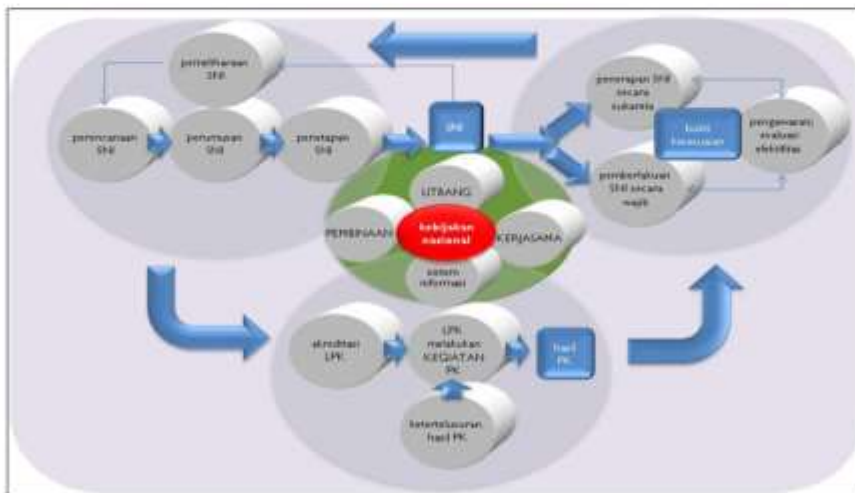 pemeliharaan
SNI
perencanaan
SNI
perumusan
SNI
penetapan
SNI
SNI
penerapan SNI
secara
sukarela
pemberlakuan
SNI secara
wajib
bukti
kesesuaian
pengawasan,
evaluasi
efektifitas
LITBANG
PEMBINAAN
kebijakan
nasional
KERJASAMA
sistem
informasi
akreditasi
LPK
LPK
melakukan
KEGIATAN
PK
hasil
PK
ketertelusuran
hasil PK